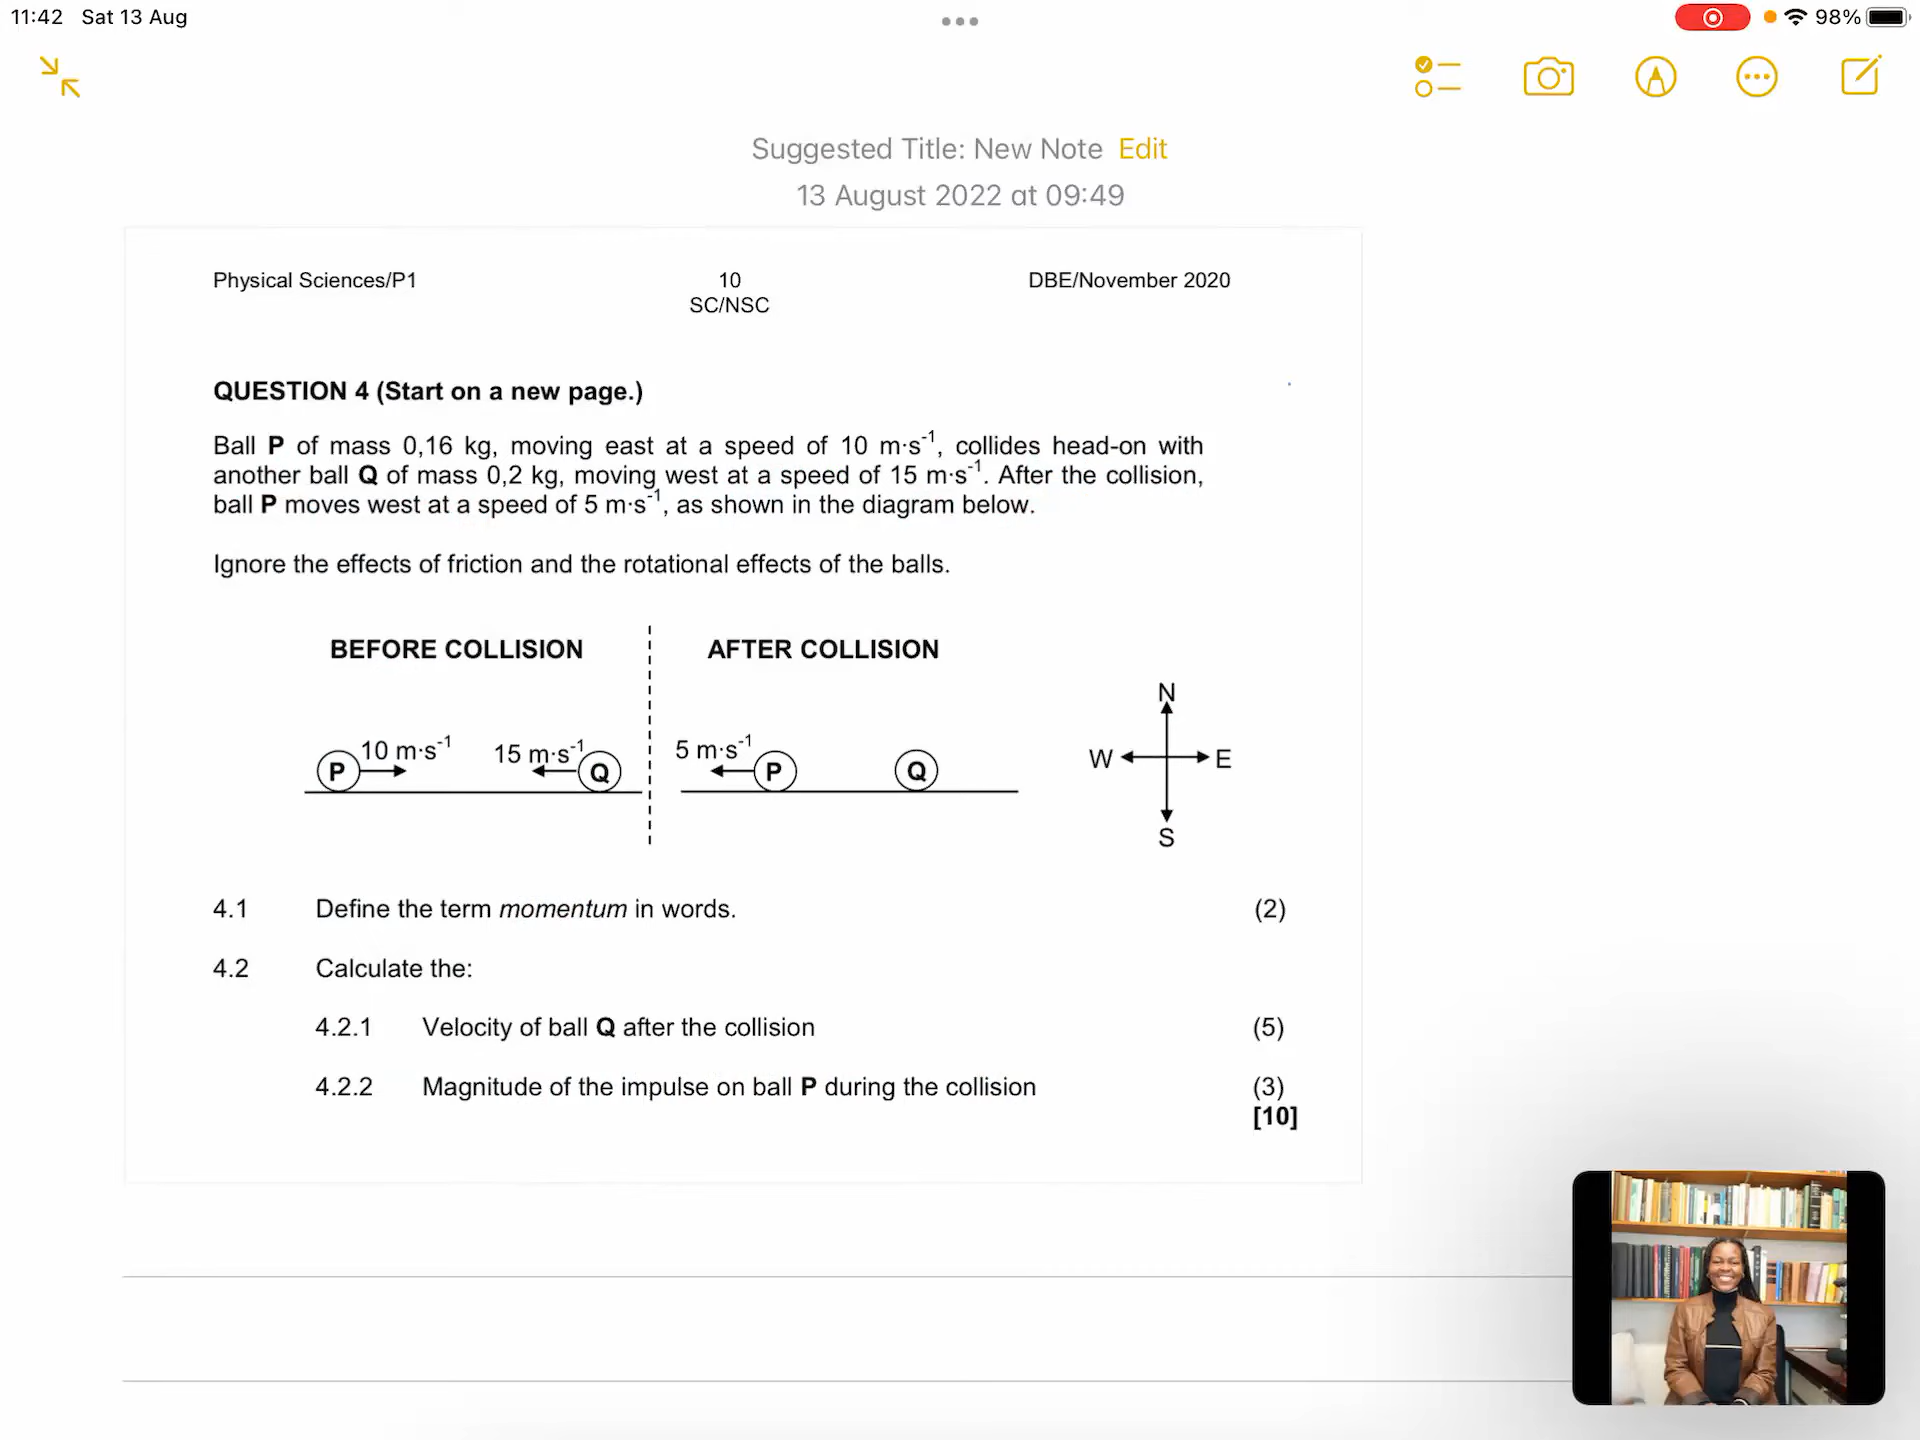 11:42 Sat 13 Aug
98%
Suggested Title: New Note Edit
13 August 2022 at 09:49
Physical Sciences/P1 10 DBE/November 2020
SC/NSC
QUESTION 4 (Start on a new page.)
Ball P of mass 0,16 kg, moving east at a speed of 10 m·s⁻¹, collides head-on with
another ball Q of mass 0,2 kg, moving west at a speed of 15 m·s⁻¹. After the collision,
ball P moves west at a speed of 5 m·s⁻¹, as shown in the diagram below.
Ignore the effects of friction and the rotational effects of the balls.
BEFORE COLLISION AFTER COLLISION
N
10 m·s⁻¹ 15 m·s⁻¹ 5 m·s⁻¹
W E
P Q P Q
S
4.1 Define the term momentum in words. (2)
4.2 Calculate the:
4.2.1 Velocity of ball Q after the collision (5)
4.2.2 Magnitude of the impulse on ball P during the collision (3)
[10]